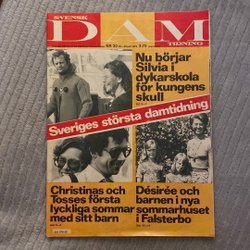 SVENSK
DAM
TIDNING
Nu börjar
Silvia i
dykarskola
för kungens
skull
Sveriges största damtidning
Christinas och
Tosses första
lyckliga sommar
med sitt barn
Désirée och
barnen i nya
sommarhuset
i Falsterbo